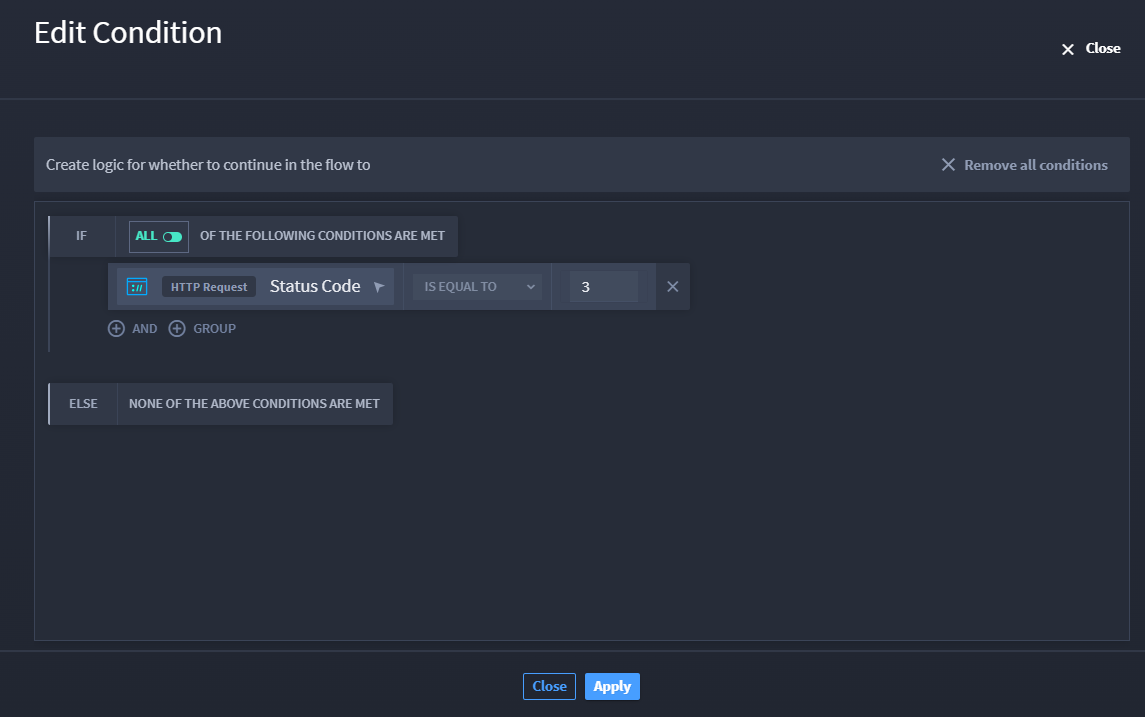 Edit Condition
Close
Create logic for whether to continue in the flow to
Remove all conditions
IF ALL OF THE FOLLOWING CONDITIONS ARE MET
:// HTTP Request Status Code IS EQUAL TO 3
AND GROUP
ELSE NONE OF THE ABOVE CONDITIONS ARE MET
Close Apply